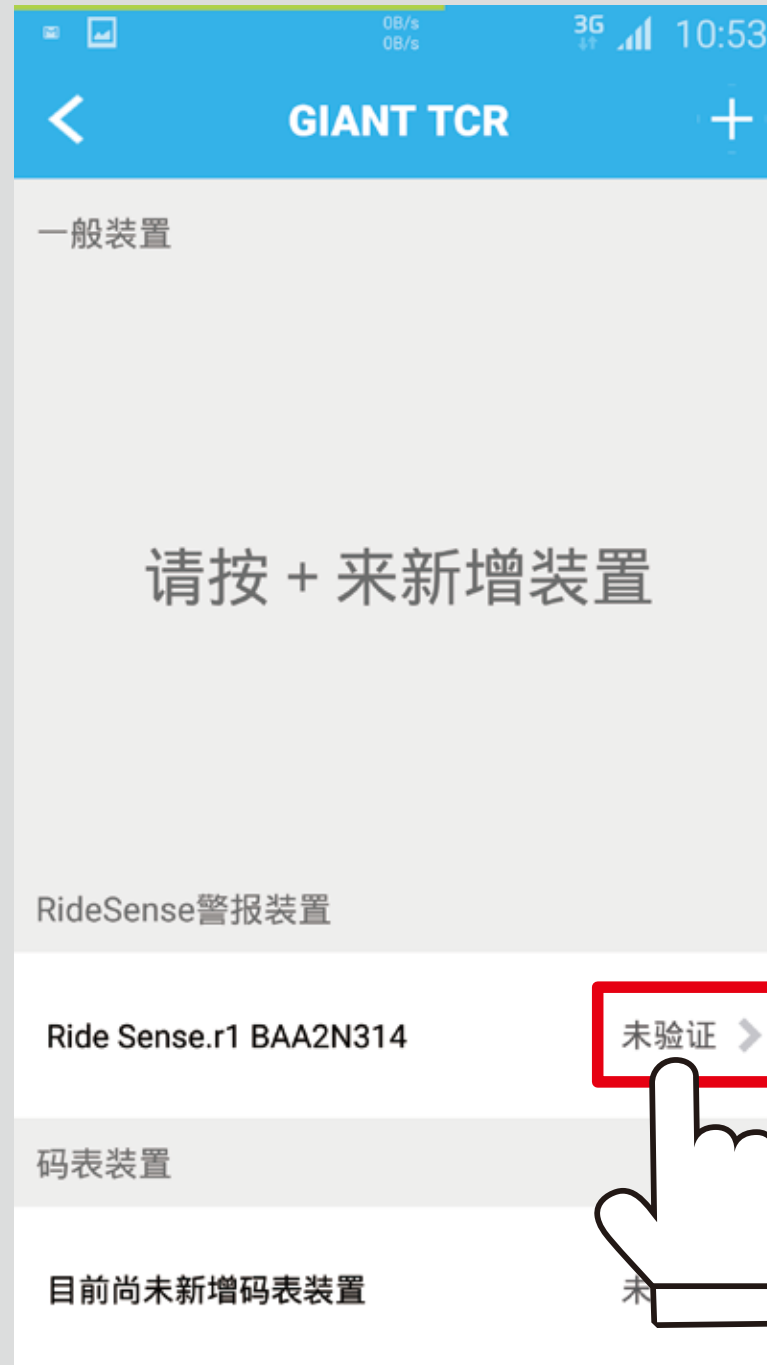 0B/s
0B/s
3G
10:53
GIANT TCR
一般装置
请按 + 来新增装置
RideSense警报装置
Ride Sense.r1 BAA2N314
未验证
码表装置
目前尚未新增码表装置
未